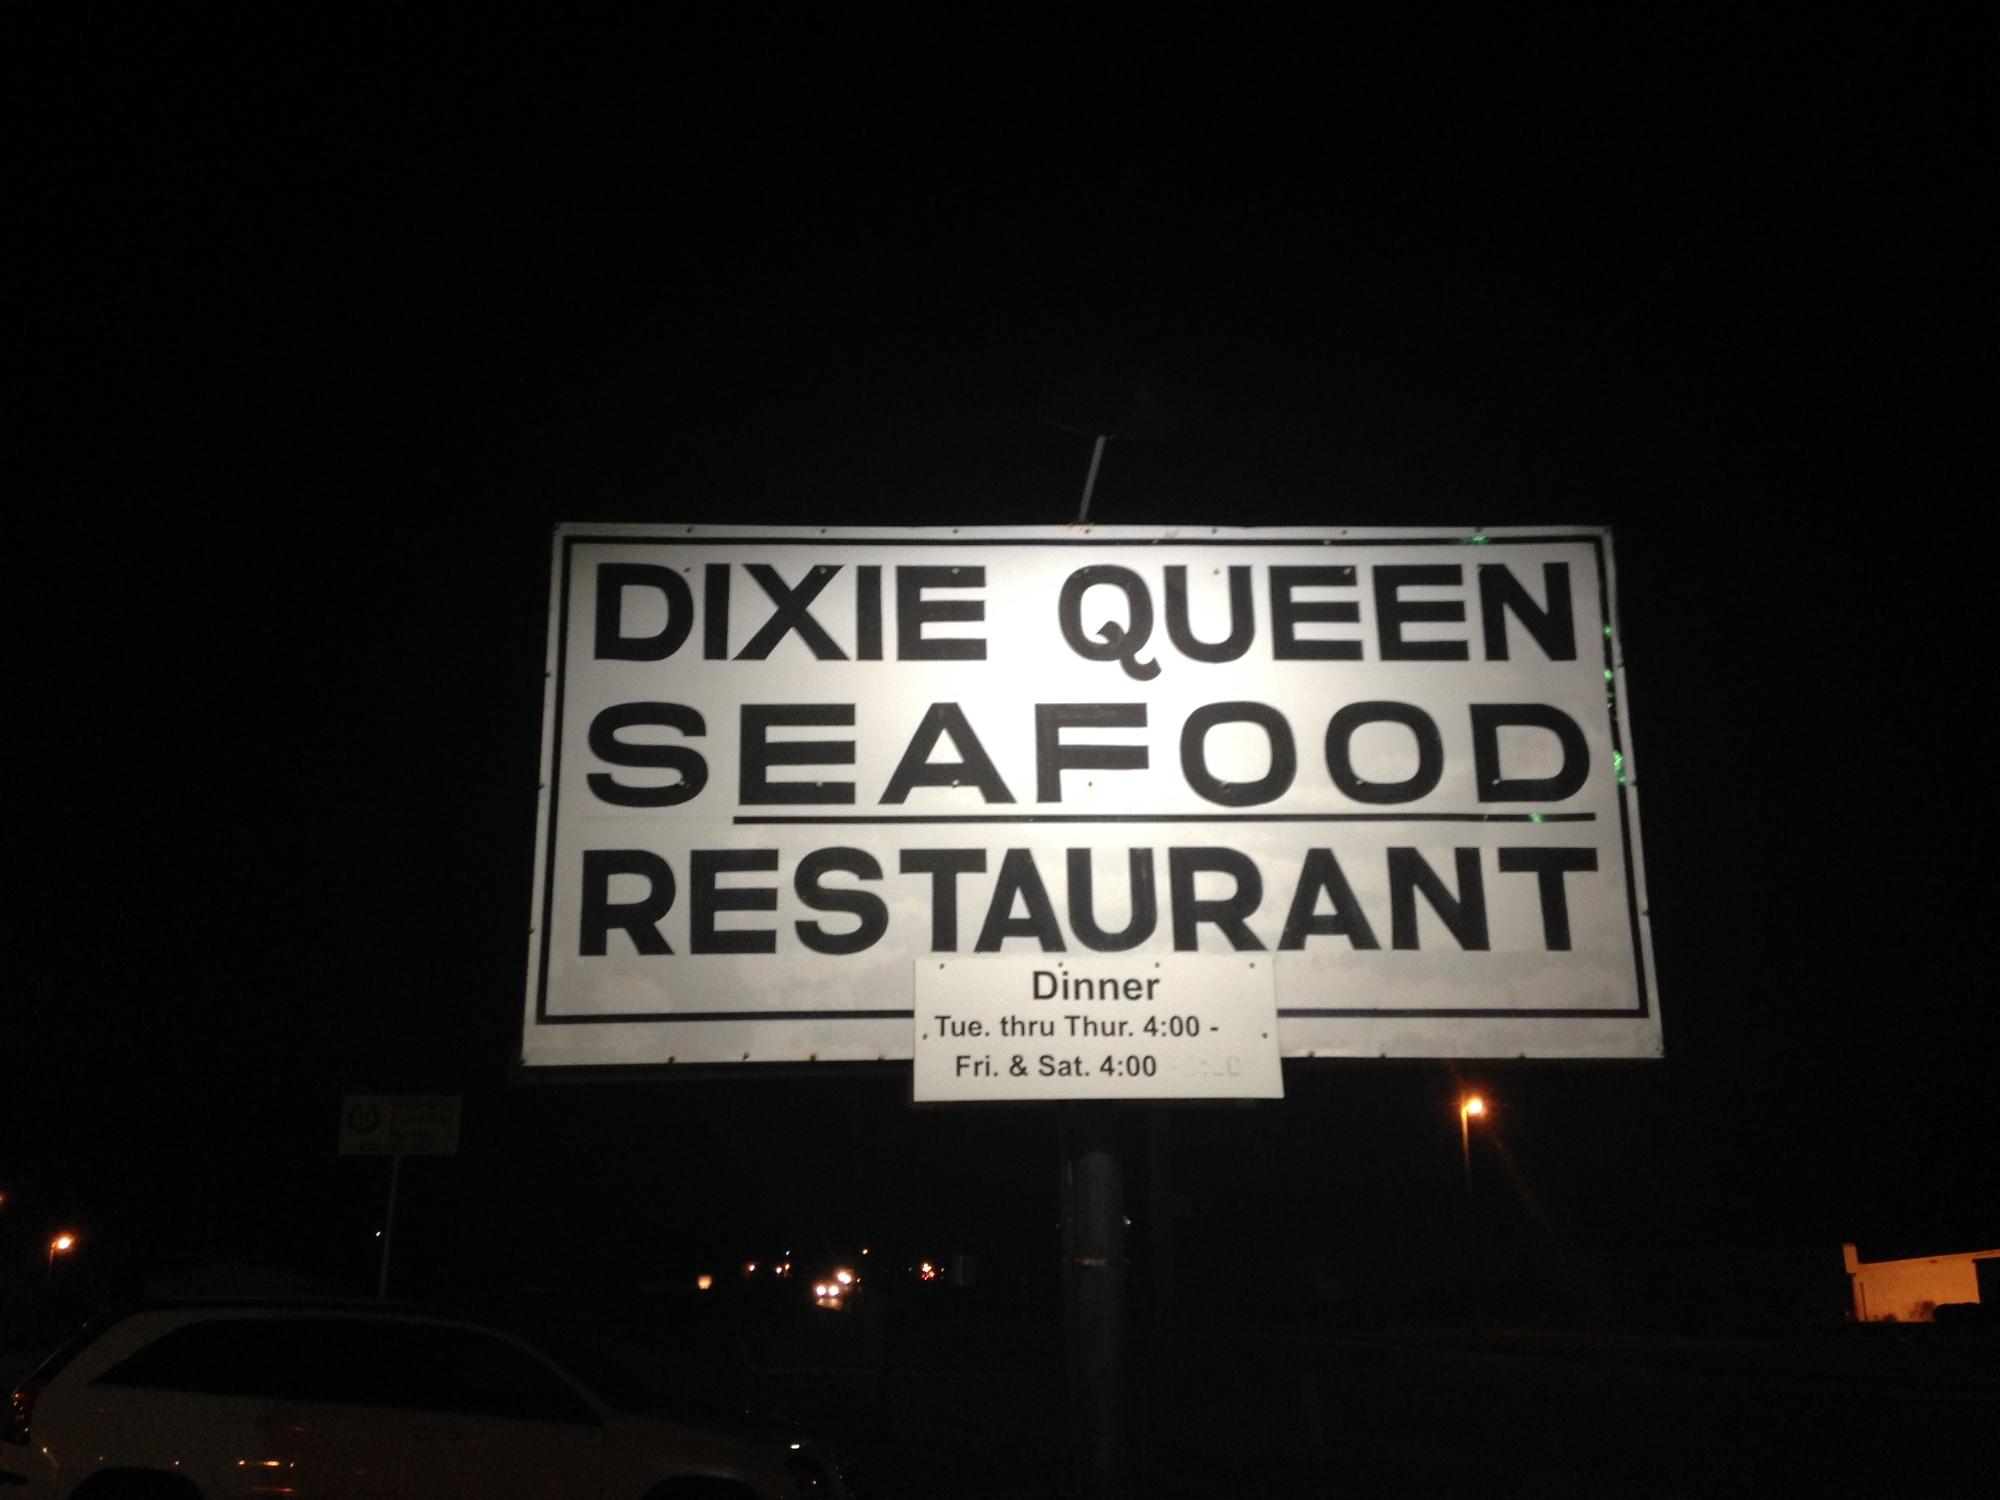 DIXIE QUEEN
SEAFOOD
RESTAURANT
Dinner
Tue. thru Thur. 4:00 -
Fri. & Sat. 4:00